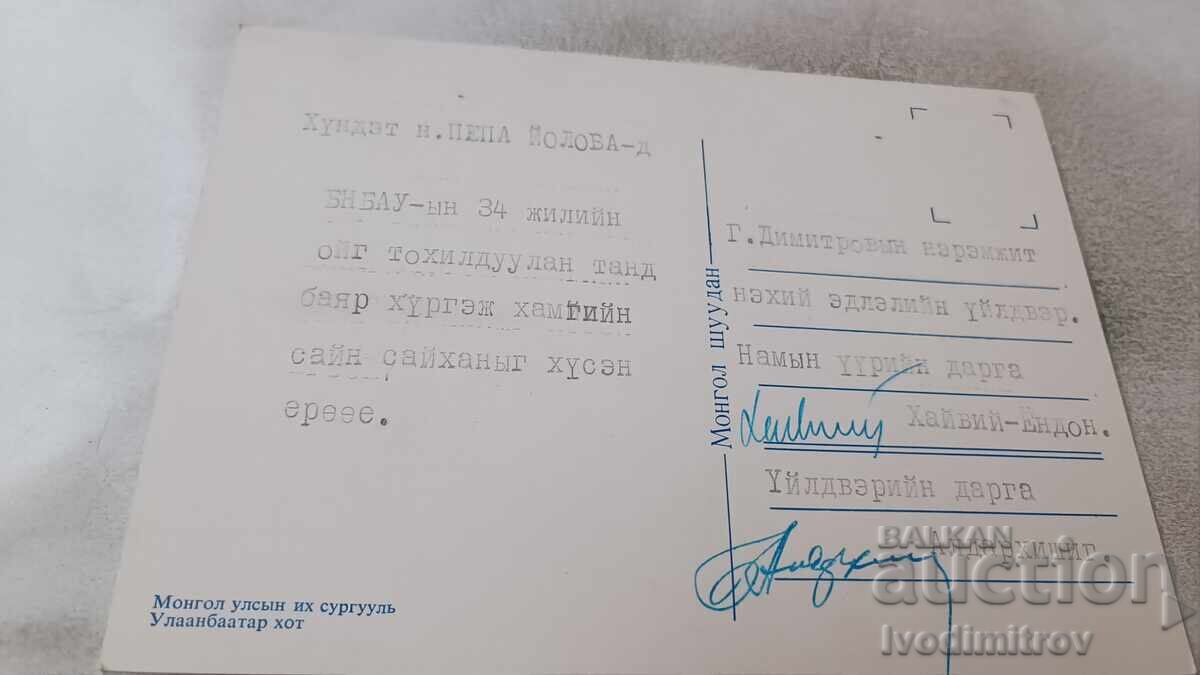 Хүндэт н.ПЕПА ЙОЛОВА-д
БНБАУ-ын 34 жилийн
ойг тохилдуулан танд
баяр хүргэж хамгийн
сайн сайханыг хүсэн
ерөөе.
Монгол улсын их сургууль
Улаанбаатар хот
Монгол шуудан
Г.Димитровын нэрэмжит
нэхий эдлэлийн үйлдвэр.
Намын үүрийн дарга
Хайвий-Ёндон.
Үйлдвэрийн дарга
BALKAN
auction
Ivodimitrov